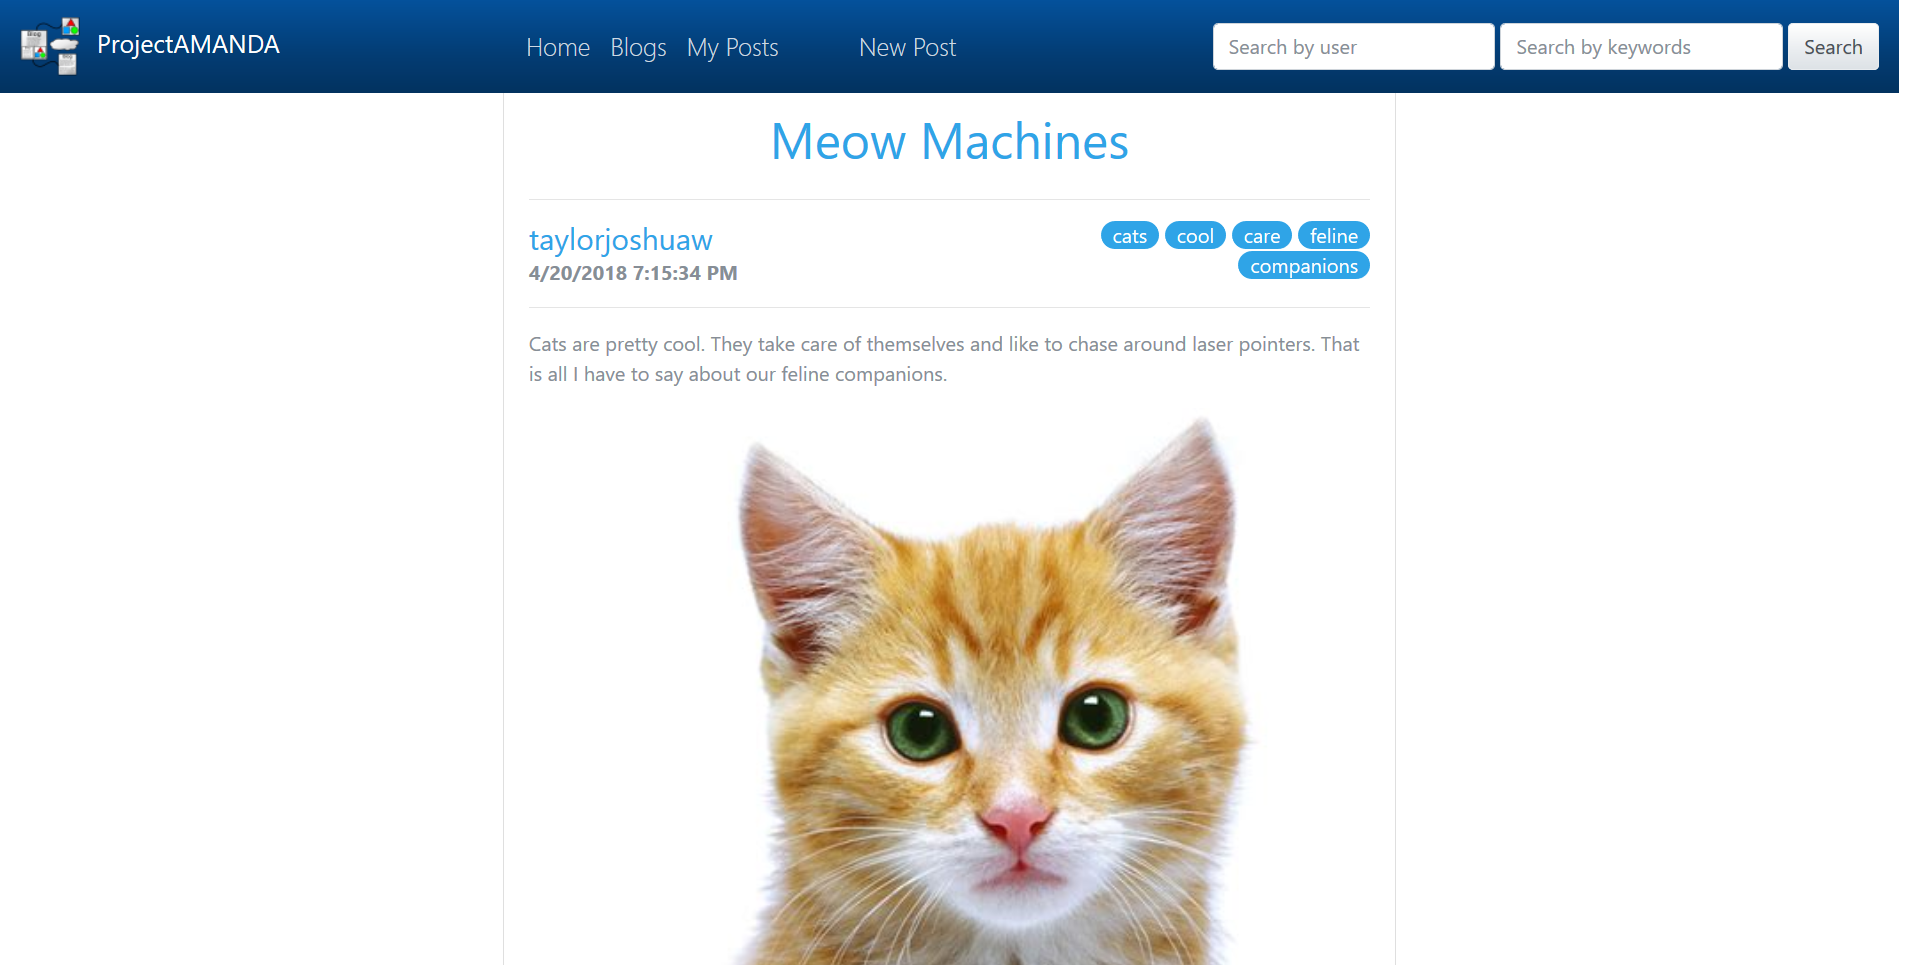 ProjectAMANDA
Home Blogs My Posts New Post
Search by user Search by keywords Search
Meow Machines
taylorjoshuaw
4/20/2018 7:15:34 PM
cats cool care feline
companions
Cats are pretty cool. They take care of themselves and like to chase around laser pointers. That
is all I have to say about our feline companions.